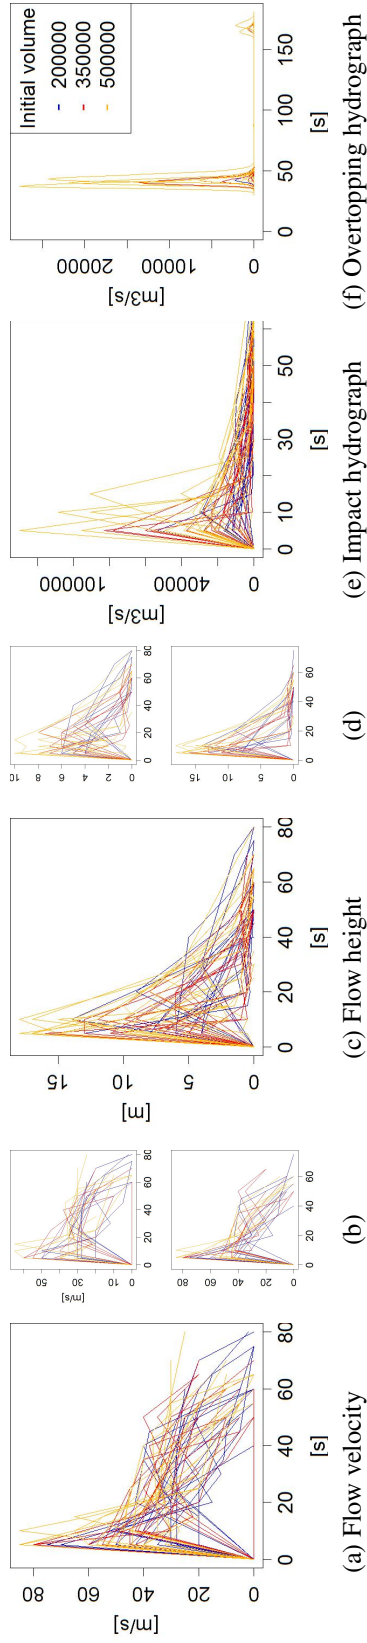 [m/s]
80
60
40
20
0
0 20 40 60 80
[s]
(a) Flow velocity
[m/s]
50
30
10
0
0 20 40 60 80
80
60
40
20
0
0 20 40 60
(b)
[m]
15
10
5
0
0 20 40 60 80
[s]
(c) Flow height
10
8
6
4
2
0
0 20 40 60 80
15
5
0
0 20 40 60
(d)
[m3/s]
100000
40000
0
0 10 30 50
[s]
(e) Impact hydrograph
Initial volume
200000
350000
500000
[m3/s]
20000
10000
0
0 50 100 150
[s]
(f) Overtopping hydrograph